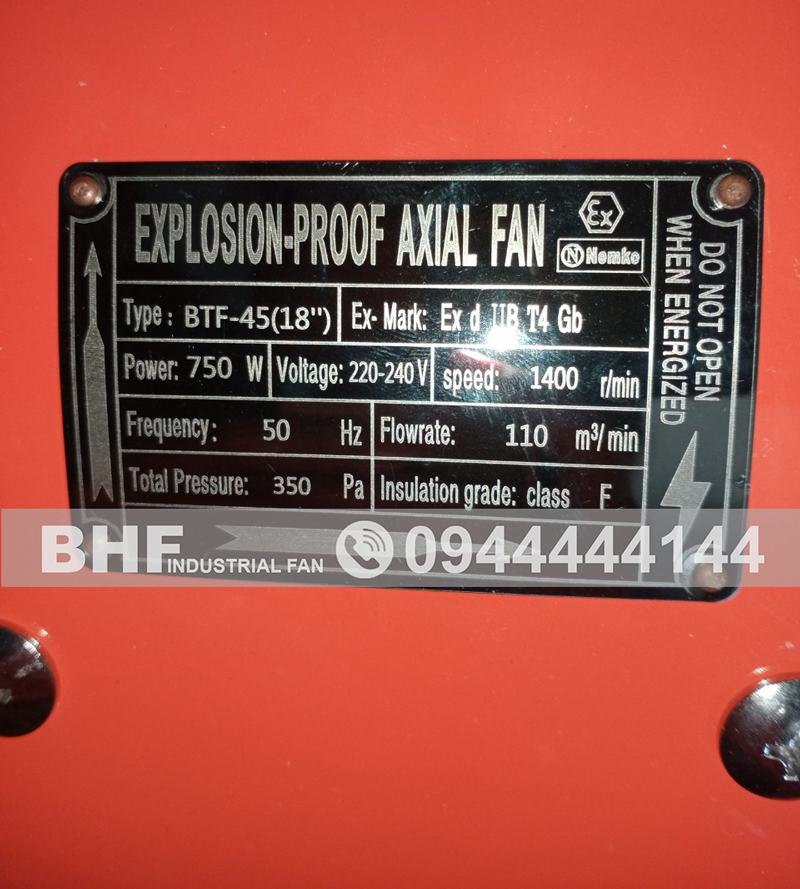 EXPLOSION-PROOF AXIAL FAN
Ex
Nemko
Type: BTF-45(18")
Ex- Mark: Ex d IIB T4 Gb
Power: 750 W
Voltage: 220-240 V
speed: 1400 r/min
Frequency: 50 Hz
Flowrate: 110 m³/min
Total Pressure: 350 Pa
Insulation grade: class F
DO NOT OPEN
WHEN ENERGIZED
BHF INDUSTRIAL FAN 0944444144